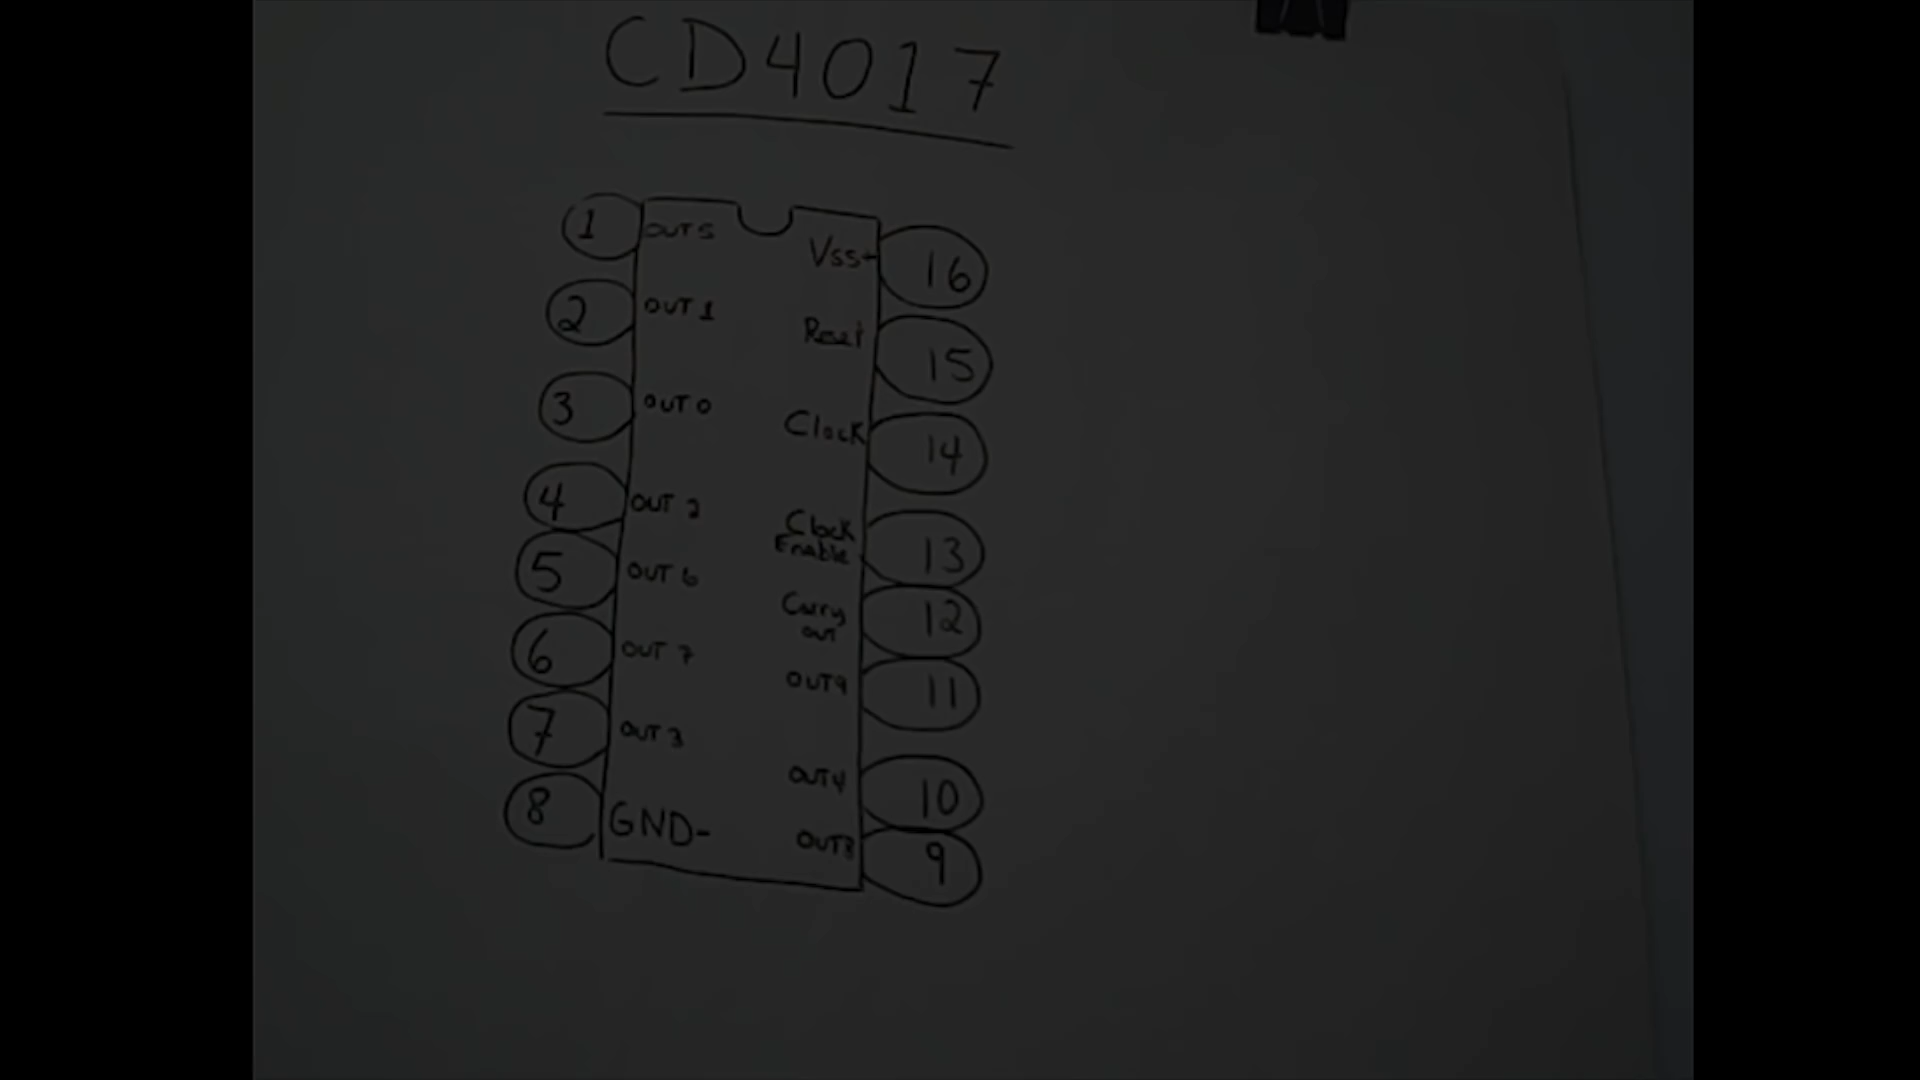 CD4017
1 OUT 5
2 OUT 1
3 OUT 0
4 OUT 2
5 OUT 6
6 OUT 7
7 OUT 3
8 GND-
Vss+ 16
Reset 15
Clock 14
Clock
Enable 13
Carry
OUT 12
OUT 9 11
OUT 4 10
OUT 8 9